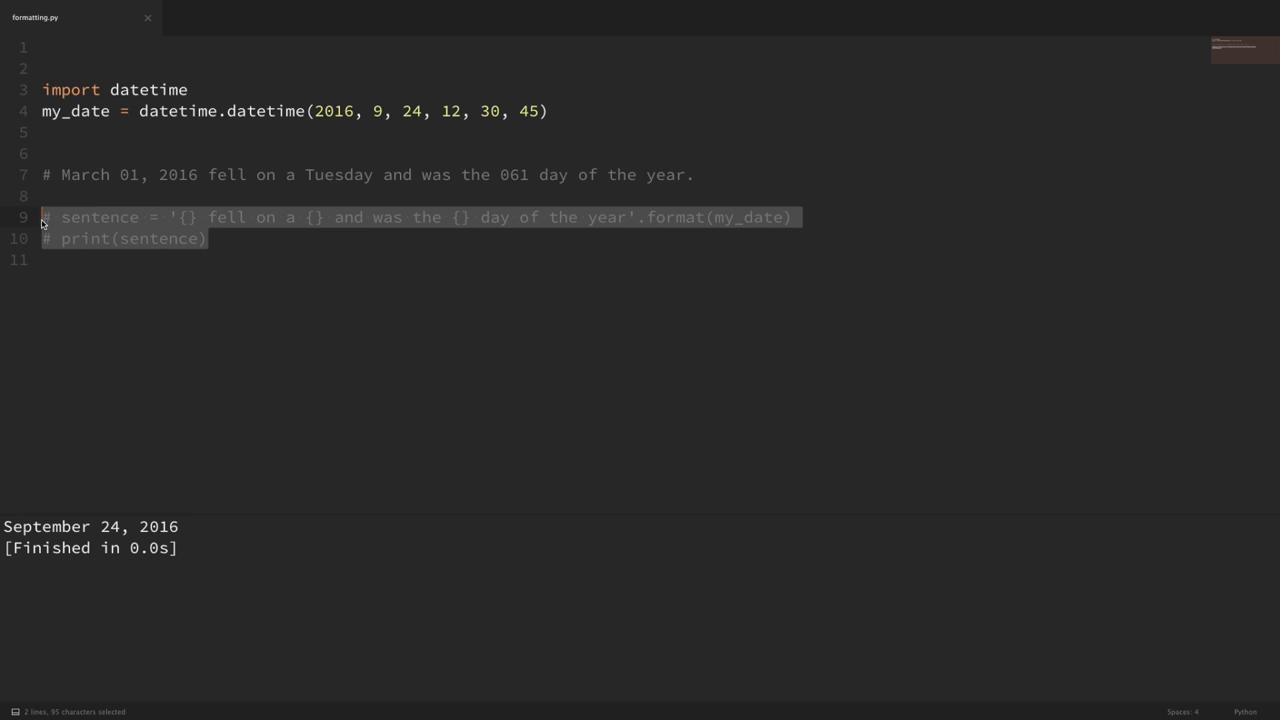 formatting.py ×
1
2
3 import datetime
4 my_date = datetime.datetime(2016, 9, 24, 12, 30, 45)
5
6
7 # March 01, 2016 fell on a Tuesday and was the 061 day of the year.
8
9 # sentence = '{} fell on a {} and was the {} day of the year'.format(my_date)
10 # print(sentence)
11
September 24, 2016
[Finished in 0.0s]
2 lines, 95 characters selected Spaces: 4 Python